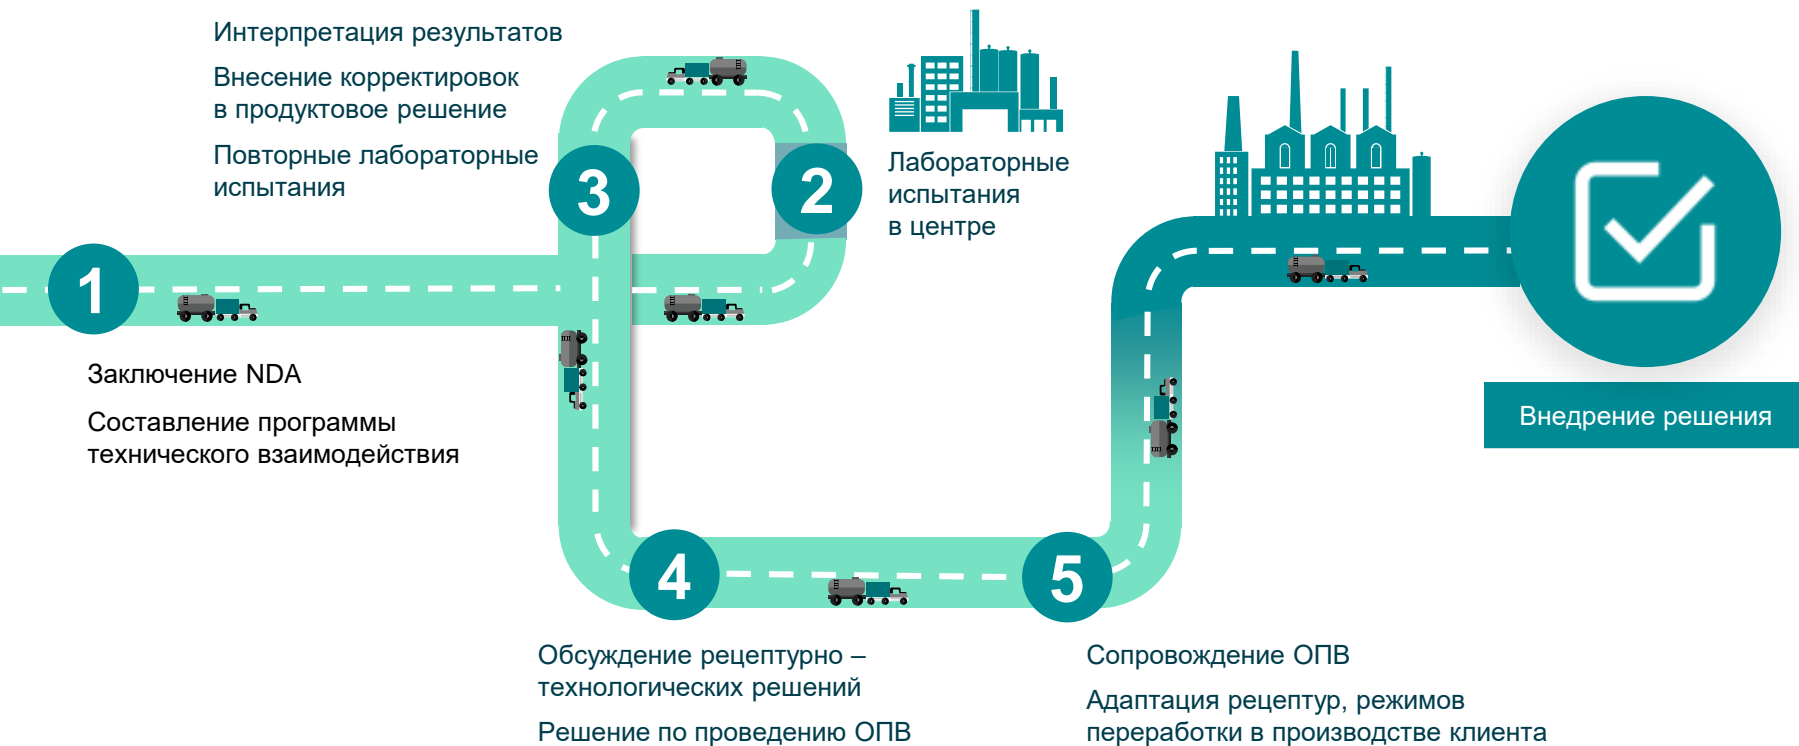 1
Заключение NDA
Составление программы
технического взаимодействия
2
Лабораторные
испытания
в центре
3
Интерпретация результатов
Внесение корректировок
в продуктовое решение
Повторные лабораторные
испытания
4
Обсуждение рецептурно –
технологических решений
Решение по проведению ОПВ
5
Сопровождение ОПВ
Адаптация рецептур, режимов
переработки в производстве клиента
Внедрение решения